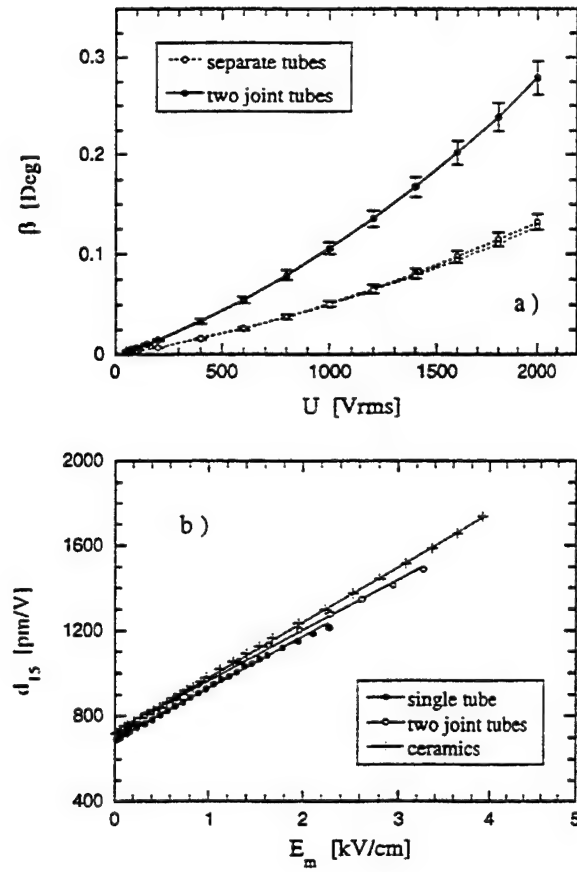 0.3
0.2
0.1
0
β [Deg]
separate tubes
two joint tubes
a)
0 500 1000 1500 2000
U [Vrms]
2000
1600
1200
800
400
d15 [pm/V]
b)
single tube
two joint tubes
ceramics
0 1 2 3 4 5
Em [kV/cm]